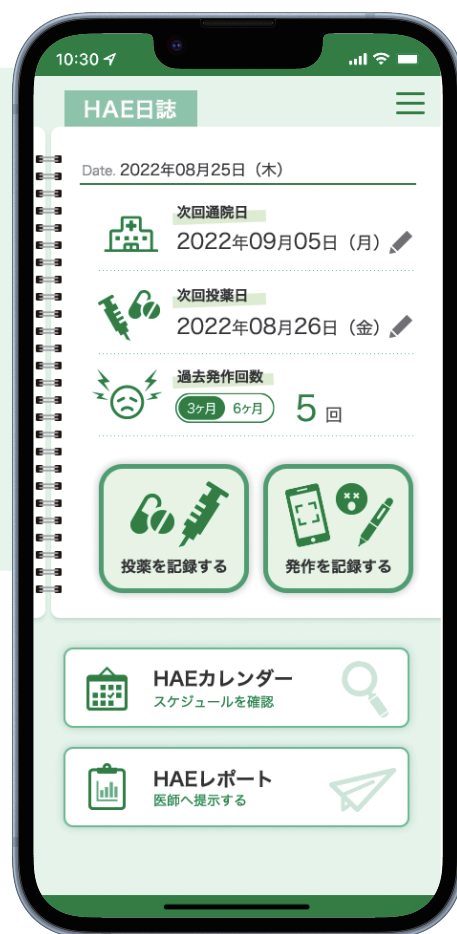 10:30
HAE日誌
Date. 2022年08月25日（木）
次回通院日
2022年09月05日（月）
次回投薬日
2022年08月26日（金）
過去発作回数
3ヶ月 6ヶ月 5 回
投薬を記録する 発作を記録する
HAEカレンダー
スケジュールを確認
HAEレポート
医師へ提示する